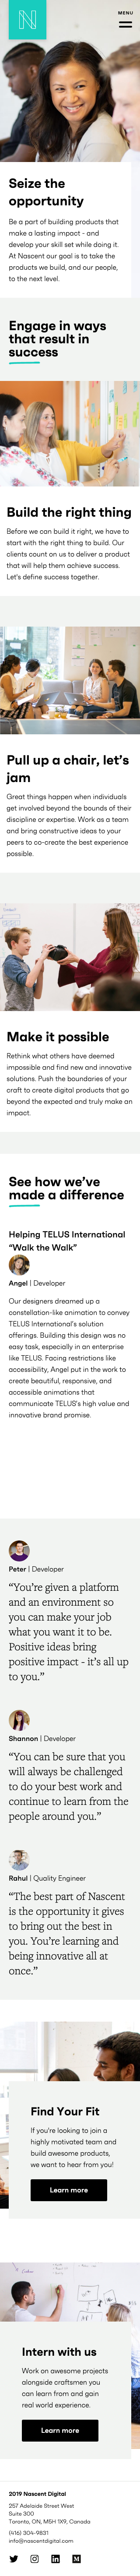 MENU
Seize the
opportunity
Be a part of building products that
make a lasting impact - and
develop your skill set while doing it.
At Nascent our goal is to take the
products we build, and our people,
to the next level.
Engage in ways
that result in
success
Build the right thing
Before we can build it right, we have to
start with the right thing to build. Our
clients count on us to deliver a product
that will help them achieve success.
Let's define success together.
Pull up a chair, let's
jam
Great things happen when individuals
get involved beyond the bounds of their
discipline or expertise. Work as a team
and bring constructive ideas to your
peers to co-create the best experience
possible.
Make it possible
Rethink what others have deemed
impossible and find new and innovative
solutions. Push the boundaries of your
craft to create digital products that go
beyond the expected and truly make an
impact.
See how we've
made a difference
Helping TELUS International
"Walk the Walk"
Angel | Developer
Our designers dreamed up a
constellation-like animation to convey
TELUS International's solution
offerings. Building this design was no
easy task, especially in an enterprise
like TELUS. Facing restrictions like
accessibility, Angel put in the work to
create beautiful, responsive, and
accessible animations that
communicate TELUS's high value and
innovative brand promise.
Peter | Developer
"You're given a platform
and an environment so
you can make your job
what you want it to be.
Positive ideas bring
positive impact - it's all up
to you."
Shannon | Developer
"You can be sure that you
will always be challenged
to do your best work and
continue to learn from the
people around you."
Rahul | Quality Engineer
"The best part of Nascent
is the opportunity it gives
to bring out the best in
you. You're learning and
being innovative all at
once."
Find Your Fit
If you're looking to join a
highly motivated team and
build awesome products,
we want to hear from you!
Learn more
Intern with us
Work on awesome projects
alongside craftsmen you
can learn from and gain
real world experience.
Learn more
2019 Nascent Digital
257 Adelaide Street West
Suite 300
Toronto, ON, M5H 1X9, Canada
(416) 304-9831
info@nascentdigital.com